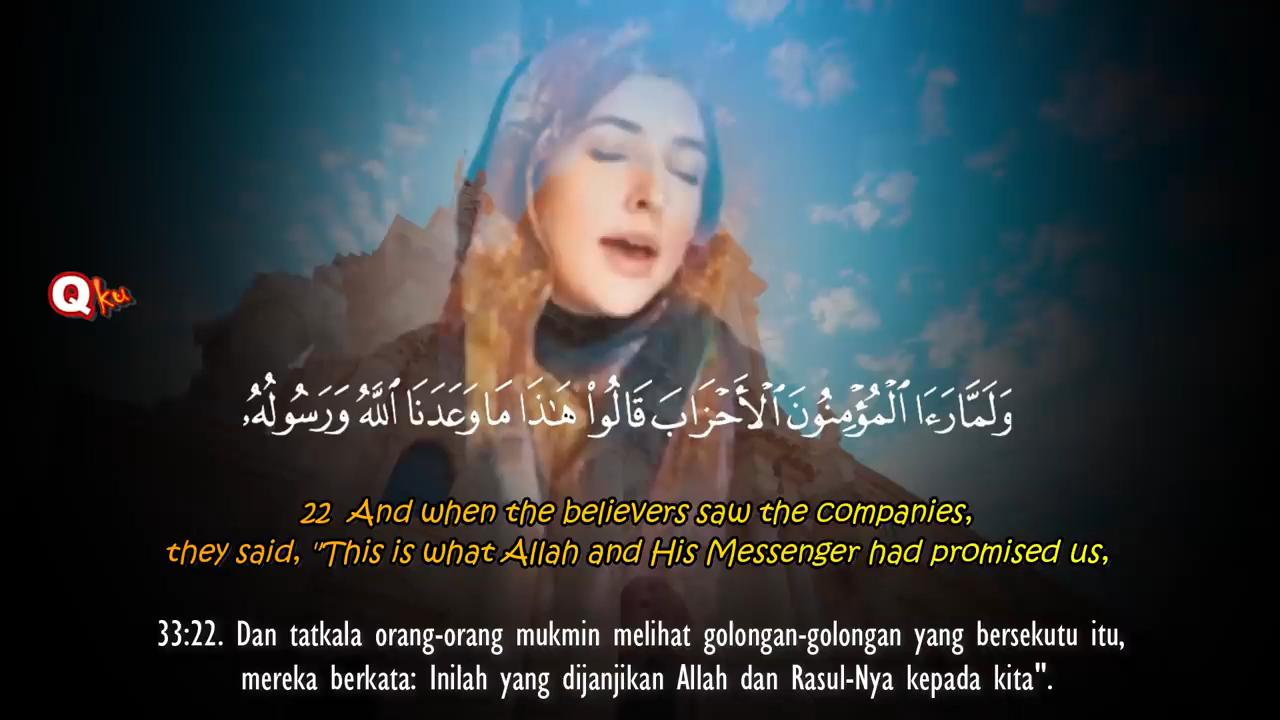 Qku
وَلَمَّا رَءَا ٱلْمُؤْمِنُونَ ٱلْأَحْزَابَ قَالُوا۟ هَـٰذَا مَا وَعَدَنَا ٱللَّهُ وَرَسُولُهُۥ
22 And when the believers saw the companies,
they said, "This is what Allah and His Messenger had promised us,
33:22. Dan tatkala orang-orang mukmin melihat golongan-golongan yang bersekutu itu,
mereka berkata: Inilah yang dijanjikan Allah dan Rasul-Nya kepada kita".